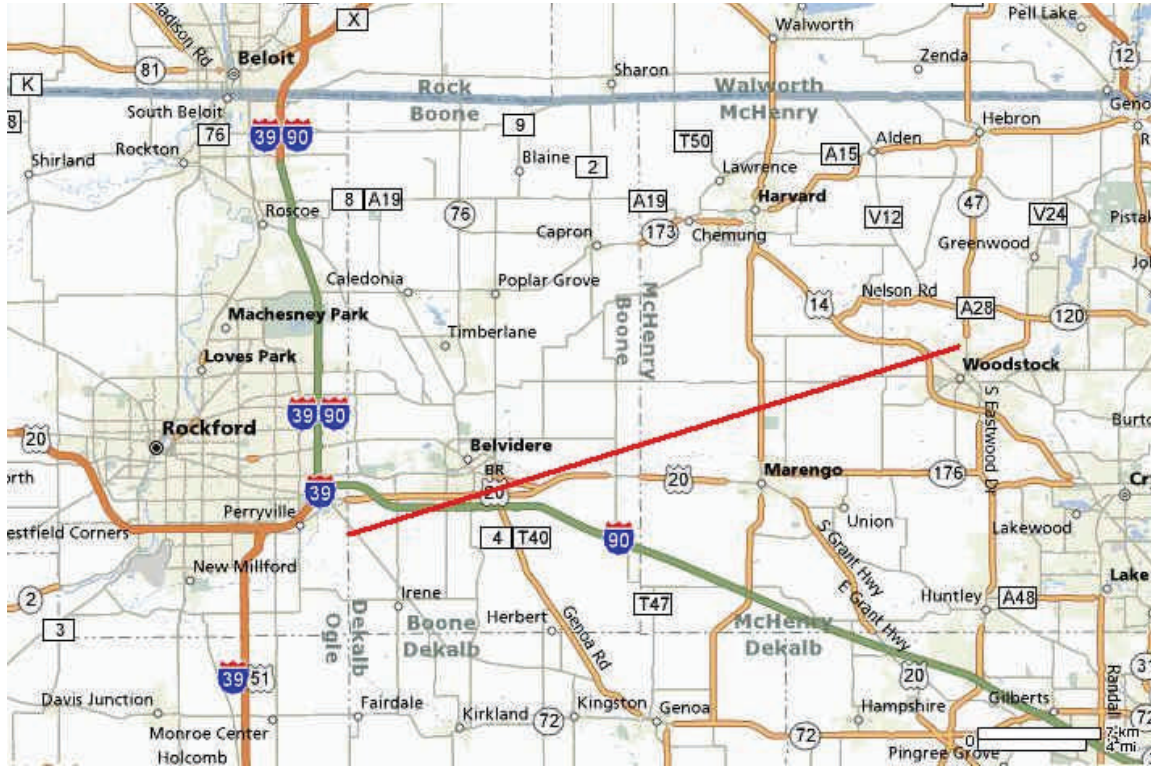 Madison Rd
X
Walworth
Pell Lake
Beloit
81
Zenda
12
K
Sharon
Rock
Walworth
Boone
McHenry
South Beloit
76
39
90
9
T50
Hebron
Alden
A15
Rockton
Blaine
2
Shirland
Lawrence
8
A19
76
A19
Harvard
47
V12
V24
Roscoe
173
Chemung
Capron
Greenwood
Caledonia
Poplar Grove
McHenry
Boone
Nelson Rd
14
A28
120
Machesney Park
Timberlane
Loves Park
Woodstock
S Eastwood Dr
39
90
20
Rockford
Belvidere
BR
20
20
Marengo
176
39
Perryville
Union
Lakewood
4
T40
90
S Grant Hwy
New Millford
2
Irene
E Grant Hwy
Lake
Huntley
A48
T47
3
Dekalb
Ogle
Boone
Dekalb
Herbert
Genoa Rd
McHenry
Dekalb
39
51
20
Gilberts
Randall
Davis Junction
Fairdale
Kirkland
72
Kingston
Genoa
Hampshire
72
72
Monroe Center
Holcomb
Pingree Grove
0
7 km
4 mi